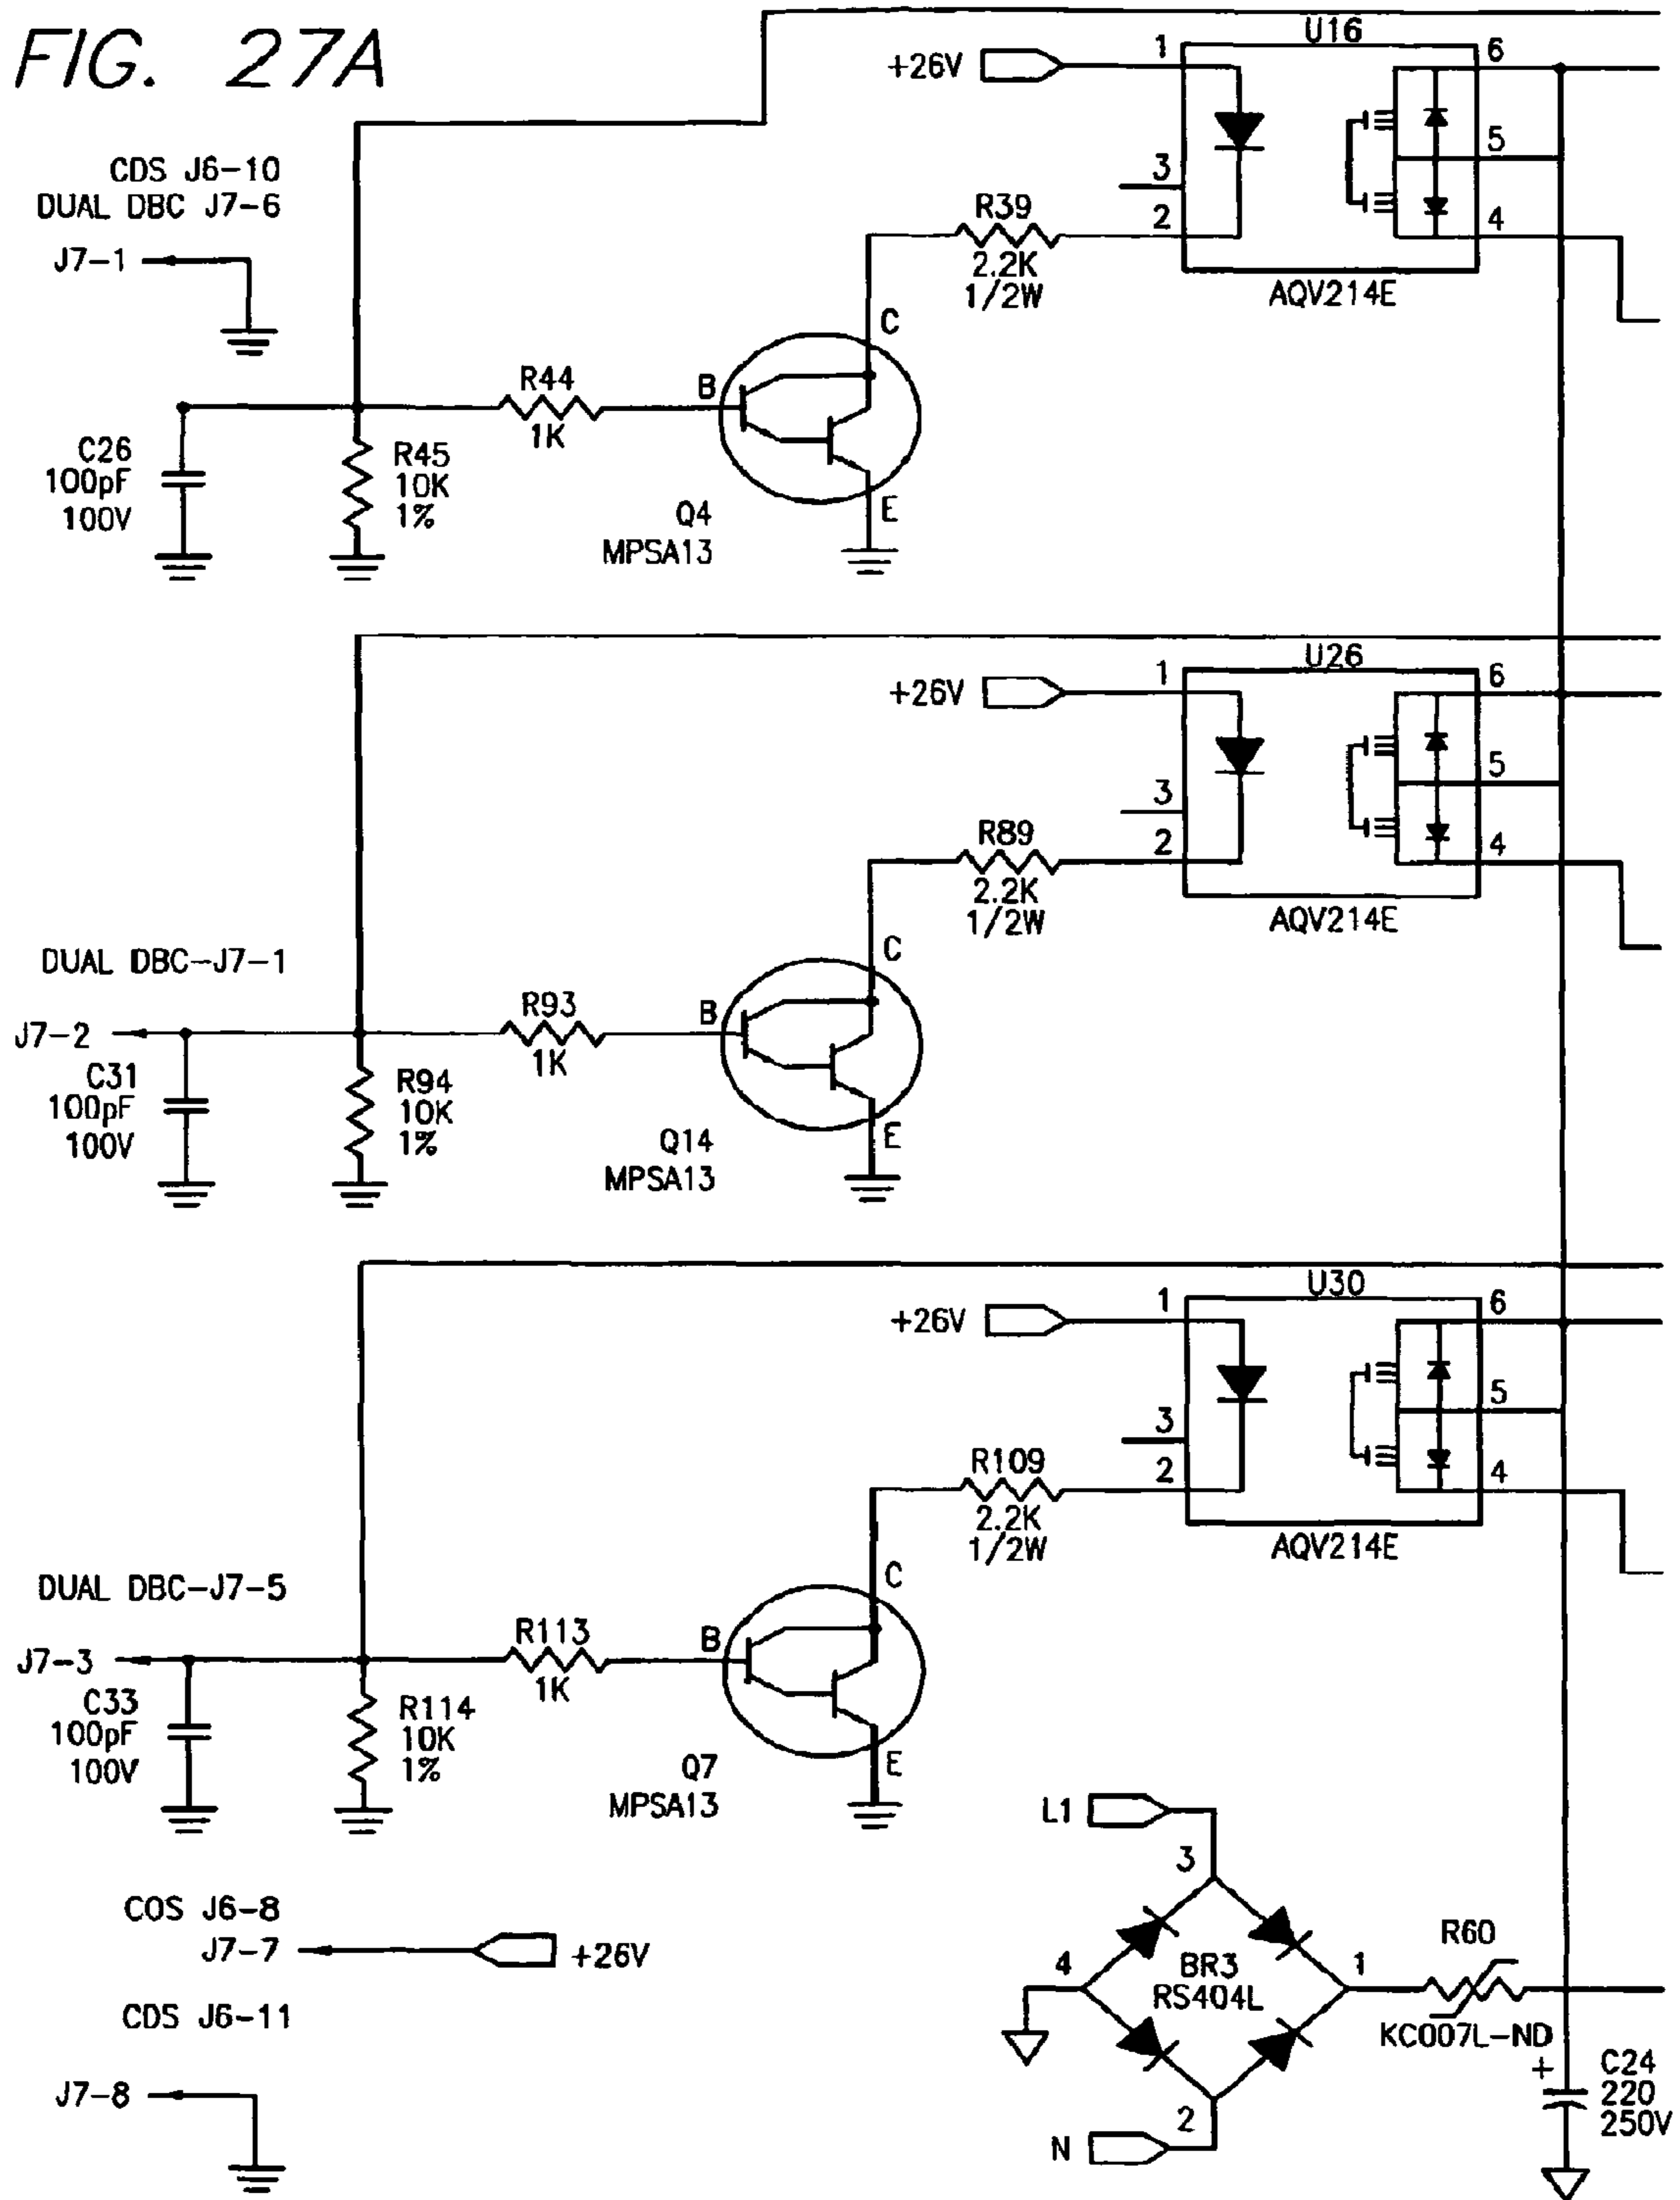 FIG. 27A
U16
+26V
1
6
5
3
2
4
AQV214E
CDS J6-10
DUAL DBC J7-6
J7-1
R39
2.2K
1/2W
C
R44
1K
B
C26
100pF
100V
R45
10K
1%
E
Q4
MPSA13
U26
+26V
1
6
5
3
2
4
AQV214E
R89
2.2K
1/2W
C
DUAL DBC-J7-1
J7-2
R93
1K
B
C31
100pF
100V
R94
10K
1%
E
Q14
MPSA13
U30
+26V
1
6
5
3
2
4
AQV214E
R109
2.2K
1/2W
C
DUAL DBC-J7-5
J7-3
R113
1K
B
C33
100pF
100V
R114
10K
1%
E
Q7
MPSA13
L1
3
COS J6-8
J7-7
+26V
4
BR3
RS404L
1
R60
KC007L-ND
CDS J6-11
J7-8
2
N
+
C24
220
250V